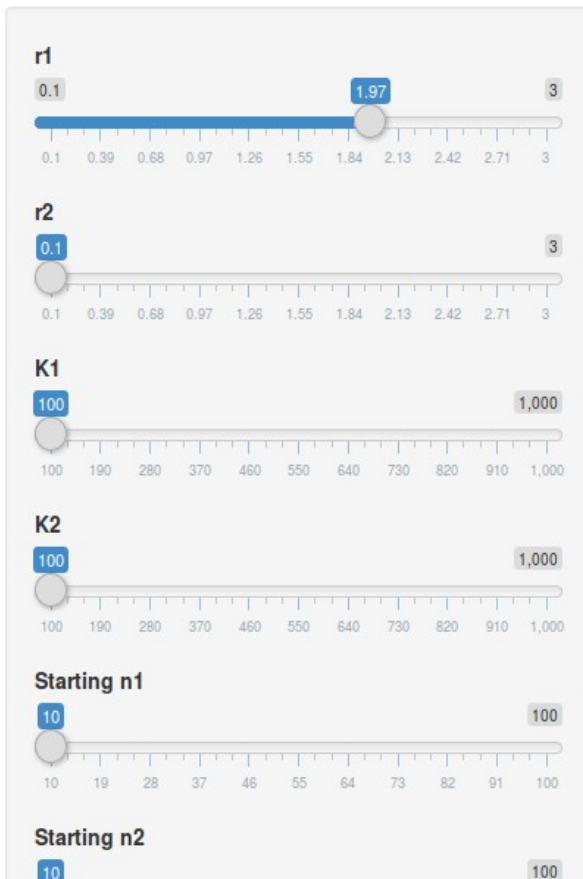 r1
0.1 1.97 3
0.1 0.39 0.68 0.97 1.26 1.55 1.84 2.13 2.42 2.71 3
r2
0.1 3
0.1 0.39 0.68 0.97 1.26 1.55 1.84 2.13 2.42 2.71 3
K1
100 1,000
100 190 280 370 460 550 640 730 820 910 1,000
K2
100 1,000
100 190 280 370 460 550 640 730 820 910 1,000
Starting n1
10 100
10 19 28 37 46 55 64 73 82 91 100
Starting n2
10 100